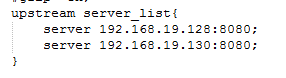 upstream server_list{
server 192.168.19.128:8080;
server 192.168.19.130:8080;
}